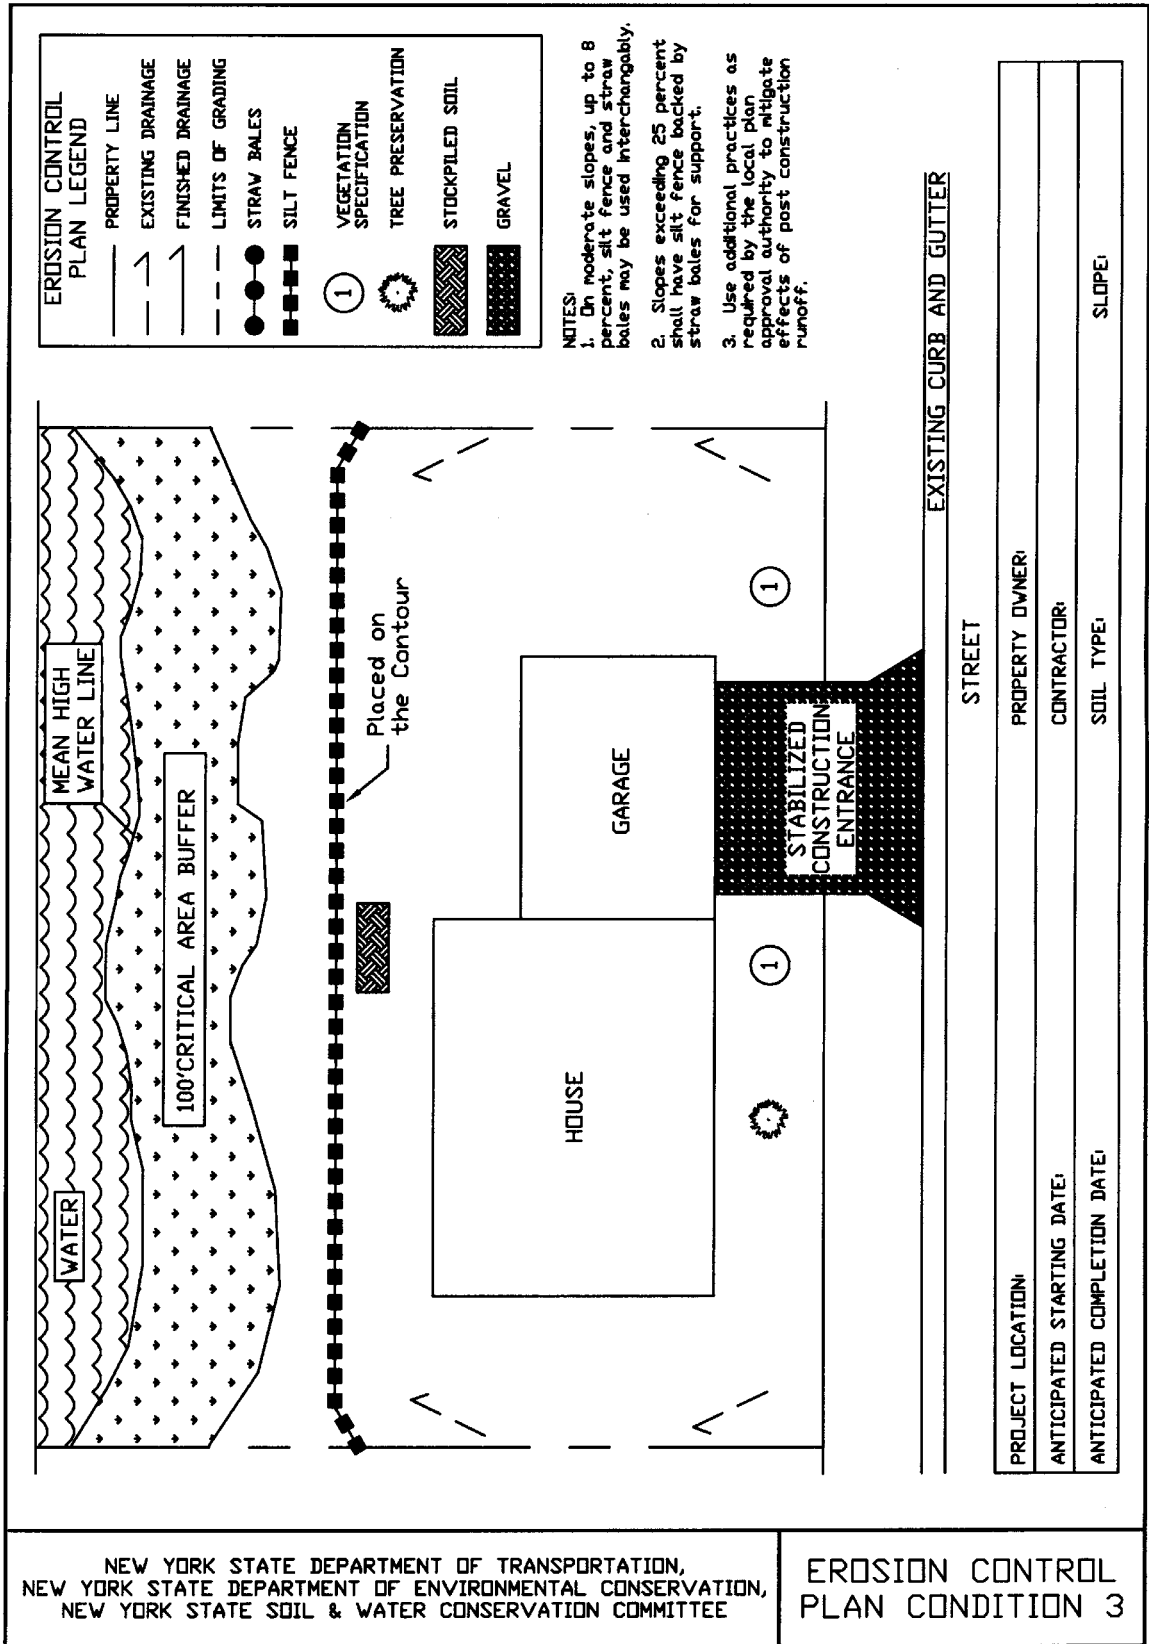 EROSION CONTROL
PLAN LEGEND
PROPERTY LINE
EXISTING DRAINAGE
FINISHED DRAINAGE
LIMITS OF GRADING
STRAW BALES
SILT FENCE
1
VEGETATION
SPECIFICATION
TREE PRESERVATION
STOCKPILED SOIL
GRAVEL
NOTES:
1. On moderate slopes, up to 8
percent, silt fence and straw
bales may be used interchangably.
2. Slopes exceeding 25 percent
shall have silt fence backed by
straw bales for support.
3. Use additional practices as
required by the local plan
approval authority to mitigate
effects of post construction
runoff.
MEAN HIGH
WATER LINE
WATER
100'CRITICAL AREA BUFFER
Placed on
the Contour
HOUSE
GARAGE
1
1
STABILIZED
CONSTRUCTION
ENTRANCE
EXISTING CURB AND GUTTER
STREET
PROJECT LOCATION:
PROPERTY OWNER:
ANTICIPATED STARTING DATE:
CONTRACTOR:
ANTICIPATED COMPLETION DATE:
SOIL TYPE:
SLOPE:
NEW YORK STATE DEPARTMENT OF TRANSPORTATION,
NEW YORK STATE DEPARTMENT OF ENVIRONMENTAL CONSERVATION,
NEW YORK STATE SOIL & WATER CONSERVATION COMMITTEE
EROSION CONTROL
PLAN CONDITION 3